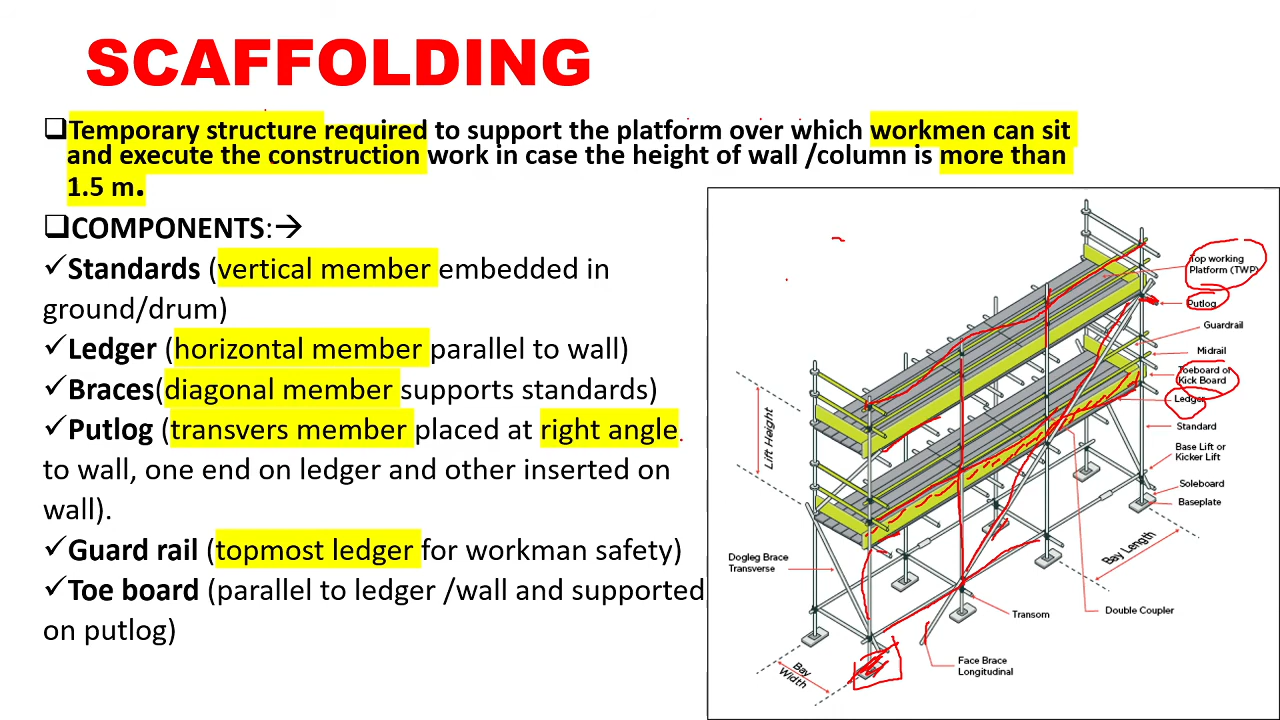 SCAFFOLDING
❑Temporary structure required to support the platform over which workmen can sit
and execute the construction work in case the height of wall /column is more than
1.5 m.
❑COMPONENTS:→
✓Standards (vertical member embedded in
ground/drum)
✓Ledger (horizontal member parallel to wall)
✓Braces(diagonal member supports standards)
✓Putlog (transvers member placed at right angle
to wall, one end on ledger and other inserted on
wall).
✓Guard rail (topmost ledger for workman safety)
✓Toe board (parallel to ledger /wall and supported
on putlog)
Top working
Platform (TWP)
Putlog
Guardrail
Midrail
Toeboard or
Kick Board
Ledger
Standard
Base Lift or
Kicker Lift
Soleboard
Baseplate
Lift Height
Bay Length
Dogleg Brace
Transverse
Double Coupler
Transom
Bay
Width
Face Brace
Longitudinal